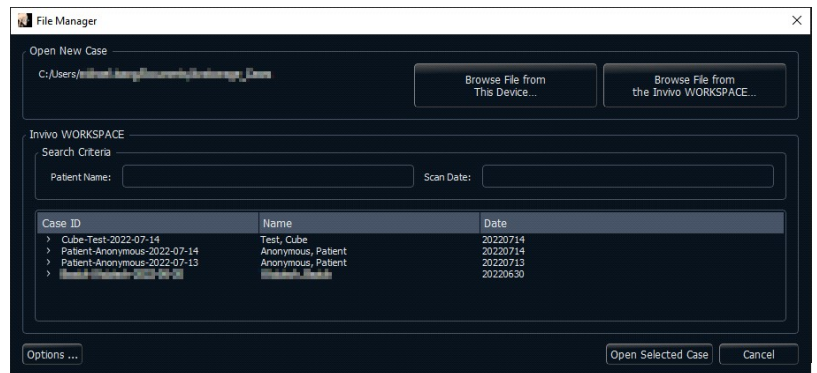 File Manager
Open New Case
C:/Users/
Browse File from
This Device...
Browse File from
the Invivo WORKSPACE...
Invivo WORKSPACE
Search Criteria
Patient Name:
Scan Date:
Case ID Name Date
Cube-Test-2022-07-14 Test, Cube 20220714
Patient-Anonymous-2022-07-14 Anonymous, Patient 20220714
Patient-Anonymous-2022-07-13 Anonymous, Patient 20220713
20220630
Options ...
Open Selected Case
Cancel